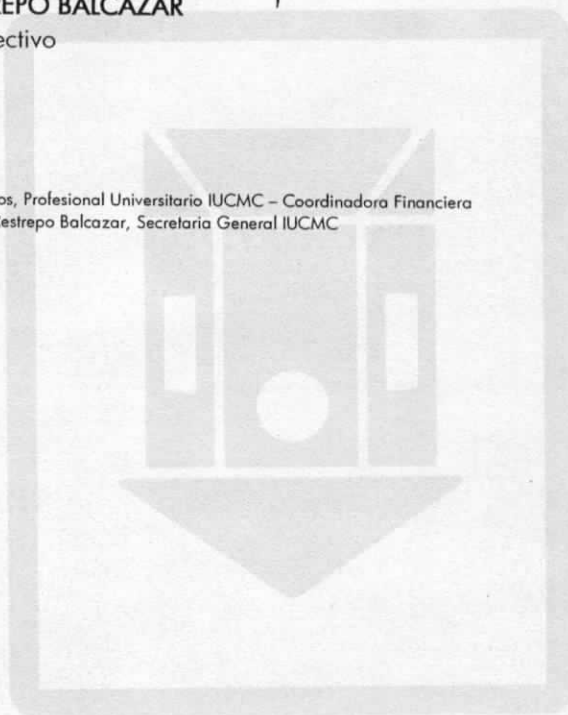 EPO BALCAZAR
ectivo
os, Profesional Universitario IUCMC – Coordinadora Financiera
estrepo Balcazar, Secretaria General IUCMC